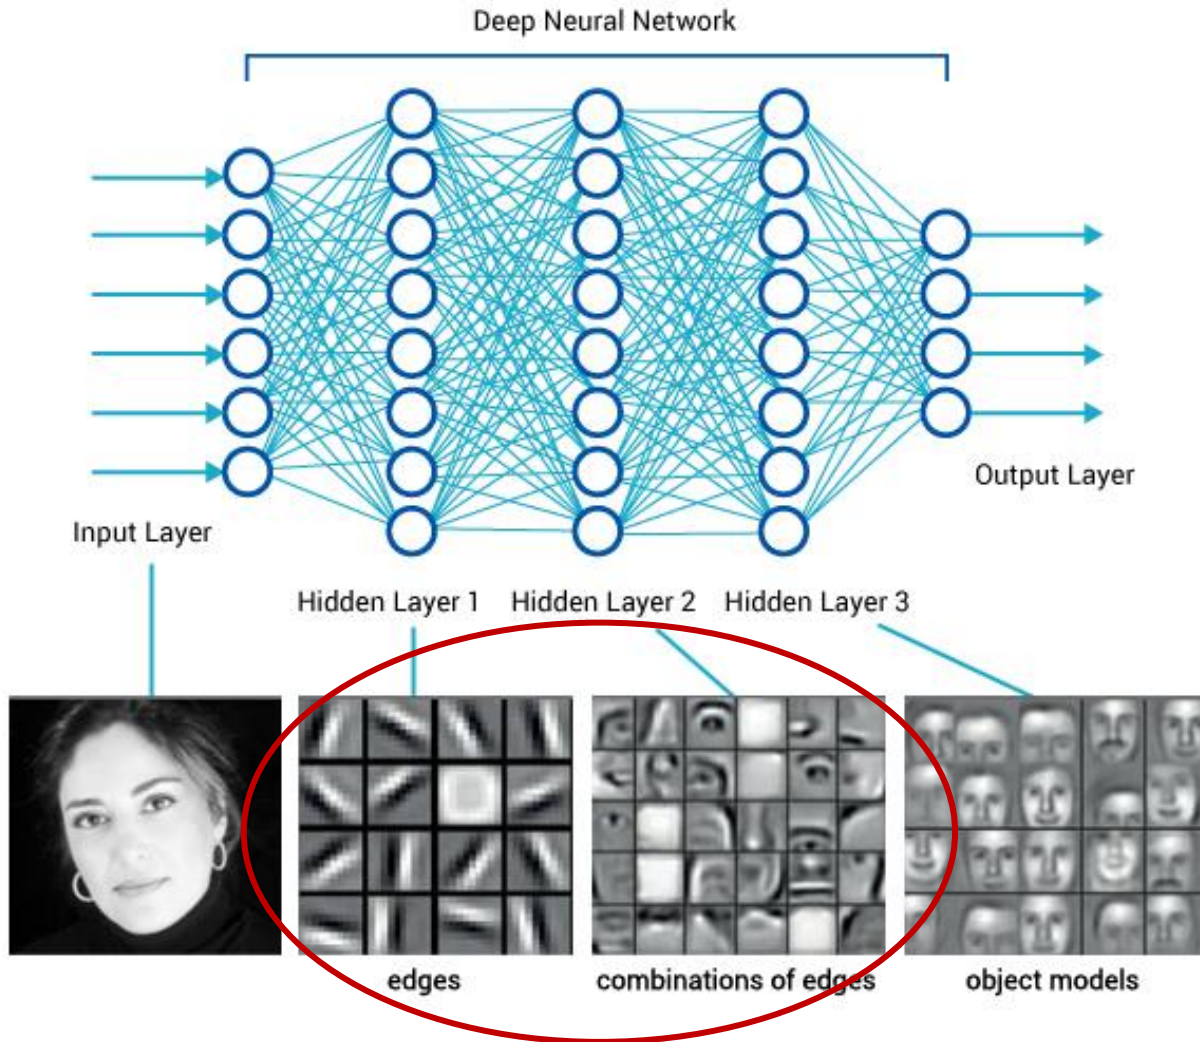 Deep Neural Network
Output Layer
Input Layer
Hidden Layer 1
Hidden Layer 2
Hidden Layer 3
edges
combinations of edges
object models